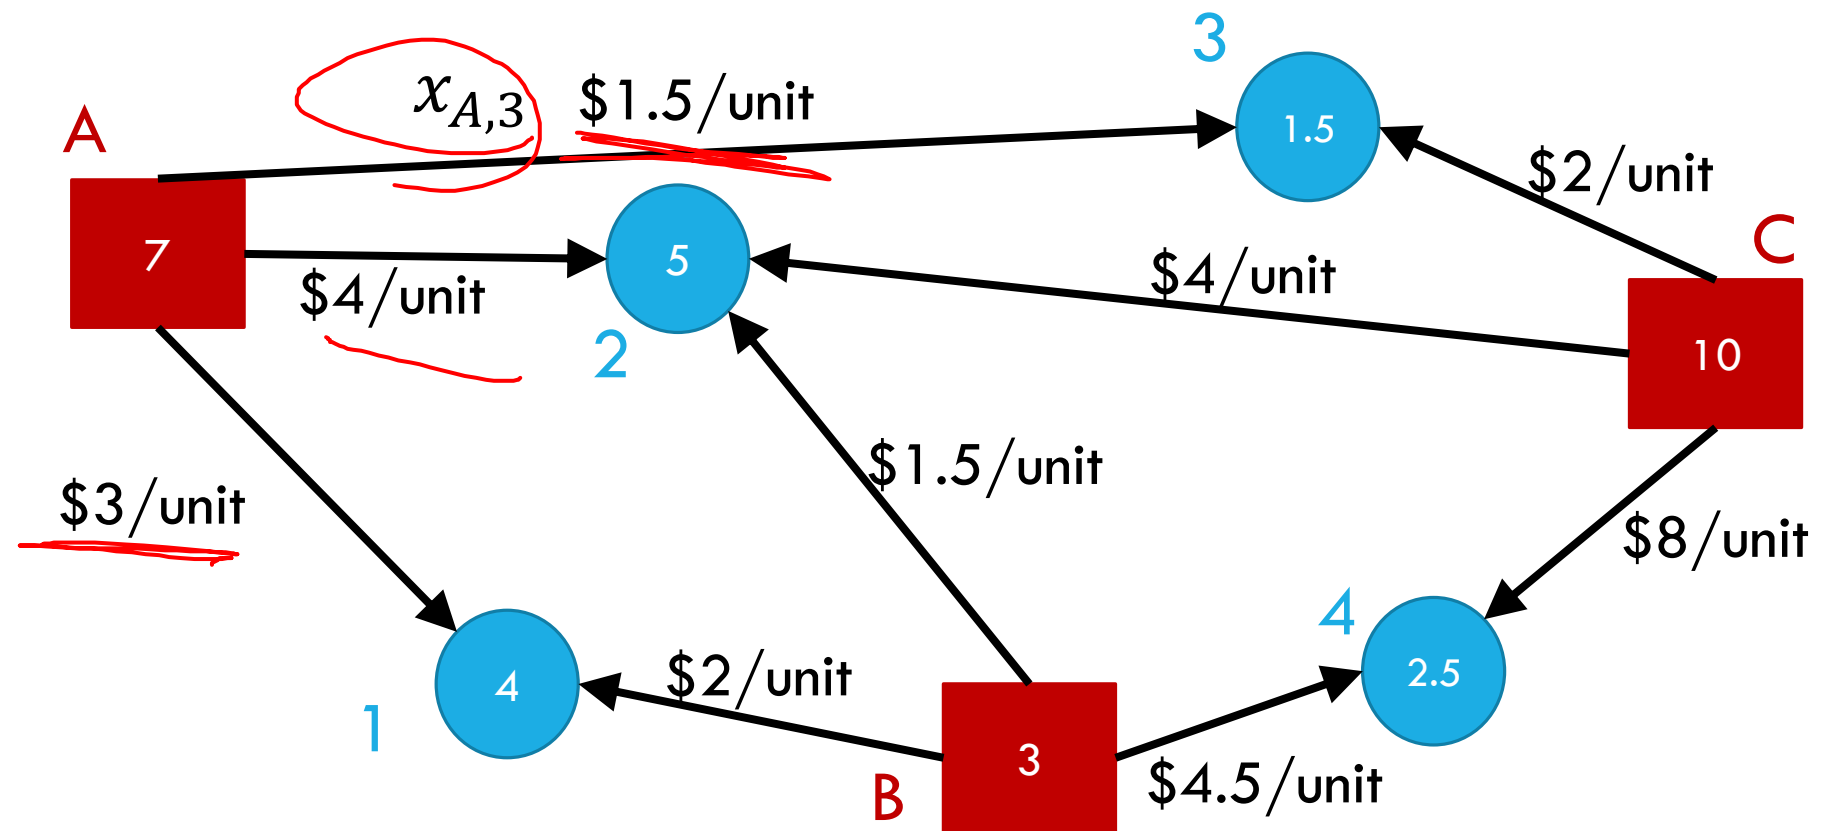 3
x_{A,3} $1.5/unit
A
1.5
$2/unit
C
7
5
$4/unit
$4/unit
2
10
$1.5/unit
$3/unit
$8/unit
4
2.5
$2/unit
4
1
3
B
$4.5/unit